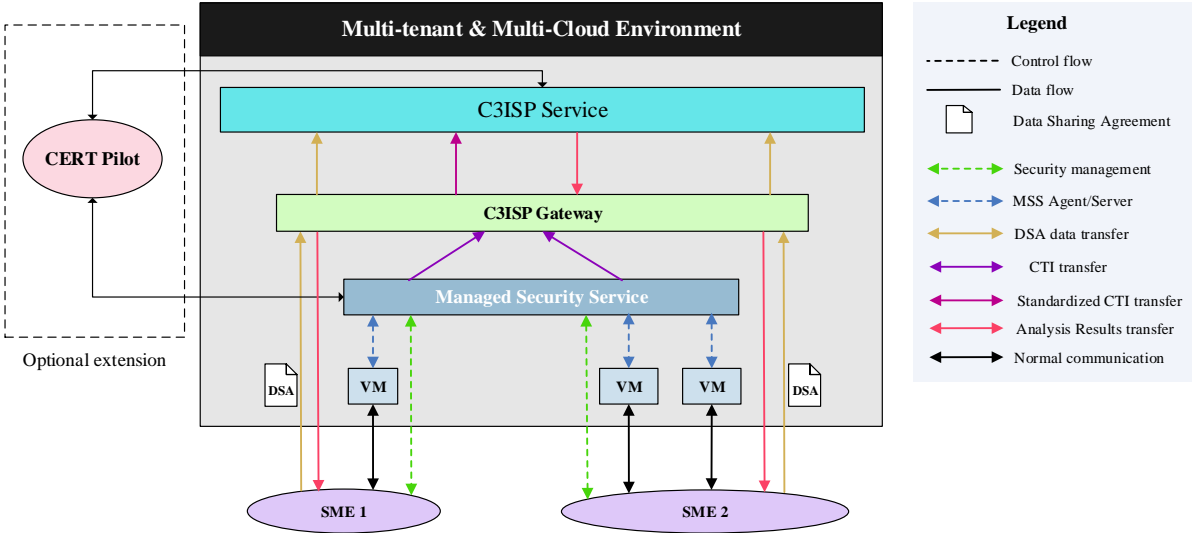 Multi-tenant & Multi-Cloud Environment
C3ISP Service
CERT Pilot
C3ISP Gateway
Managed Security Service
Optional extension
DSA
VM
VM
VM
DSA
SME 1
SME 2
Legend
Control flow
Data flow
Data Sharing Agreement
Security management
MSS Agent/Server
DSA data transfer
CTI transfer
Standardized CTI transfer
Analysis Results transfer
Normal communication